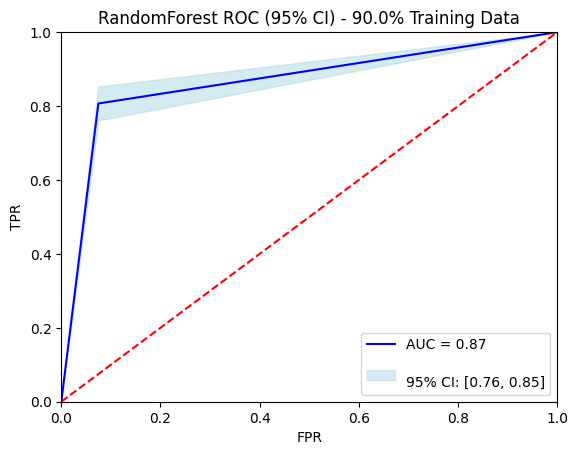 RandomForest ROC (95% CI) - 90.0% Training Data
1.0
0.8
0.6
0.4
0.2
0.0
TPR
AUC = 0.87
95% CI: [0.76, 0.85]
0.0 0.2 0.4 0.6 0.8 1.0
FPR